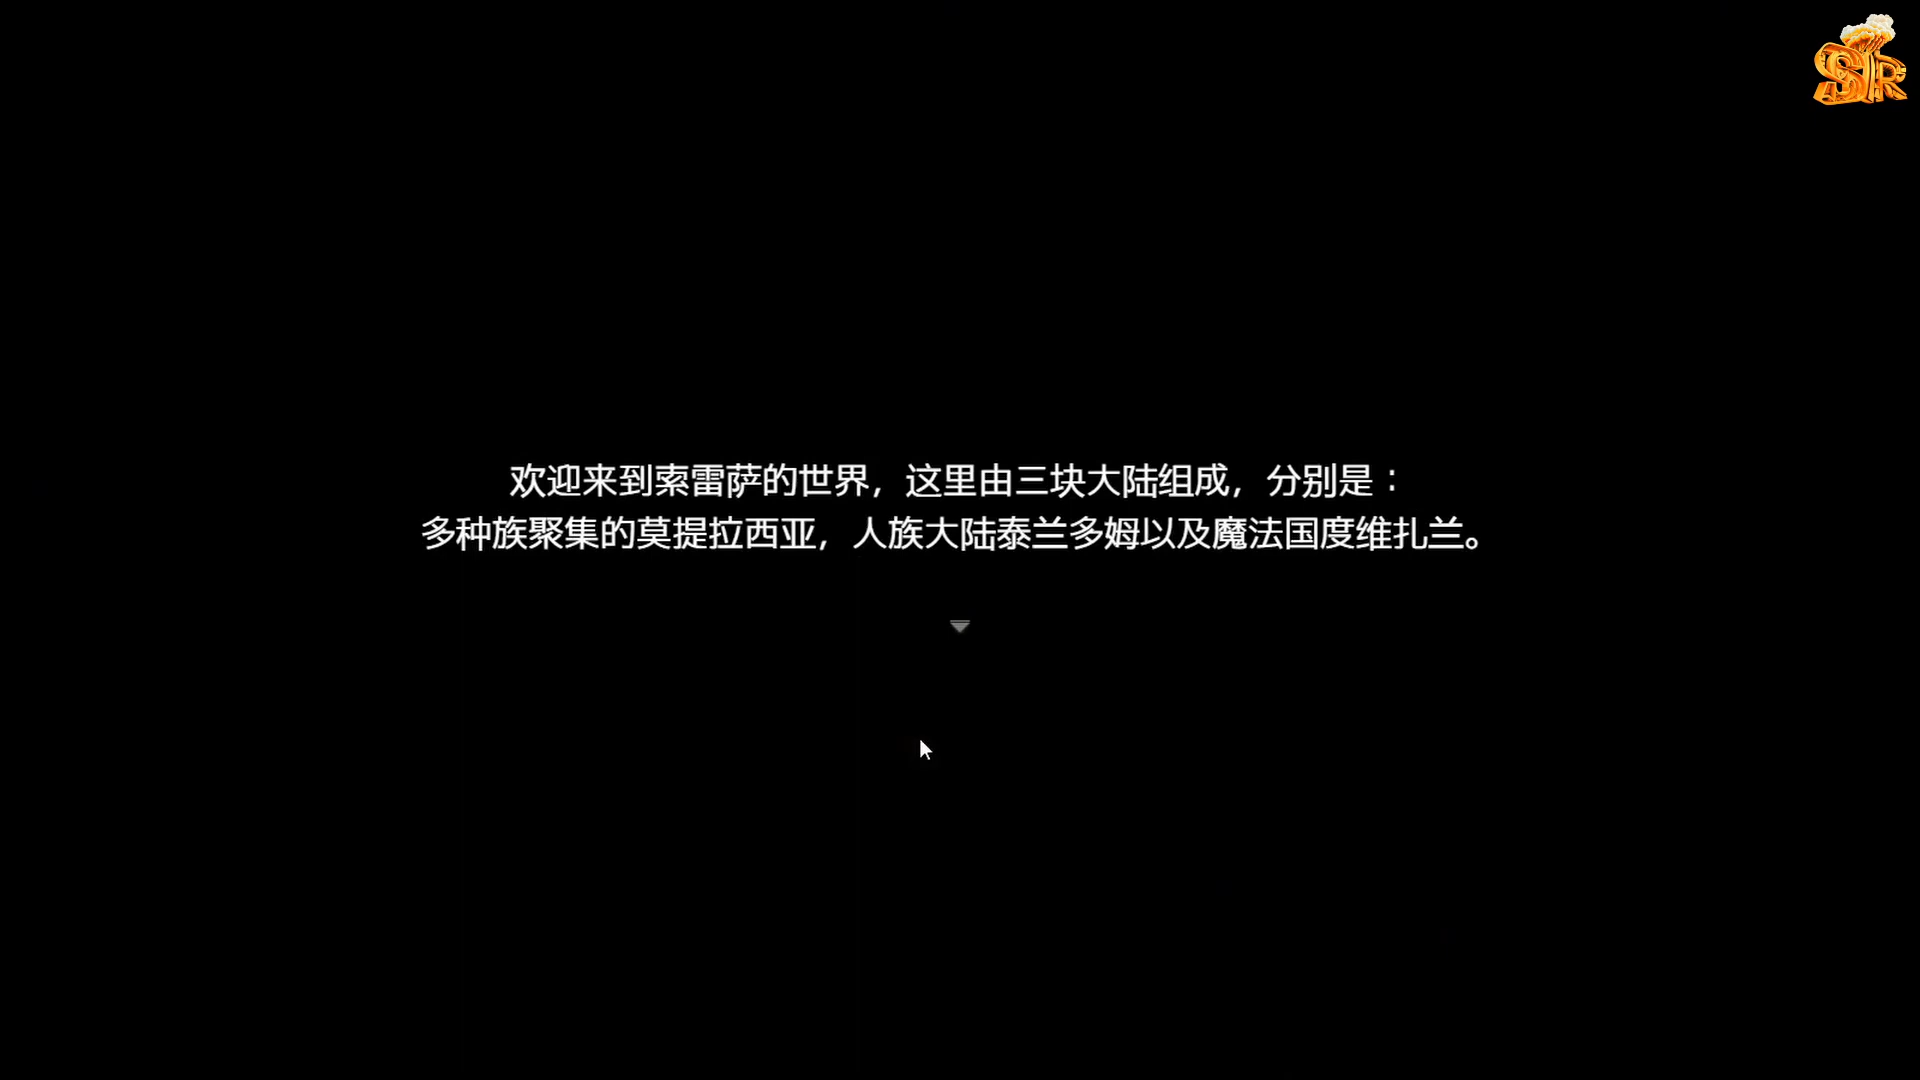 SIR
欢迎来到索雷萨的世界，这里由三块大陆组成，分别是：
多种族聚集的莫提拉西亚，人族大陆泰兰多姆以及魔法国度维扎兰。